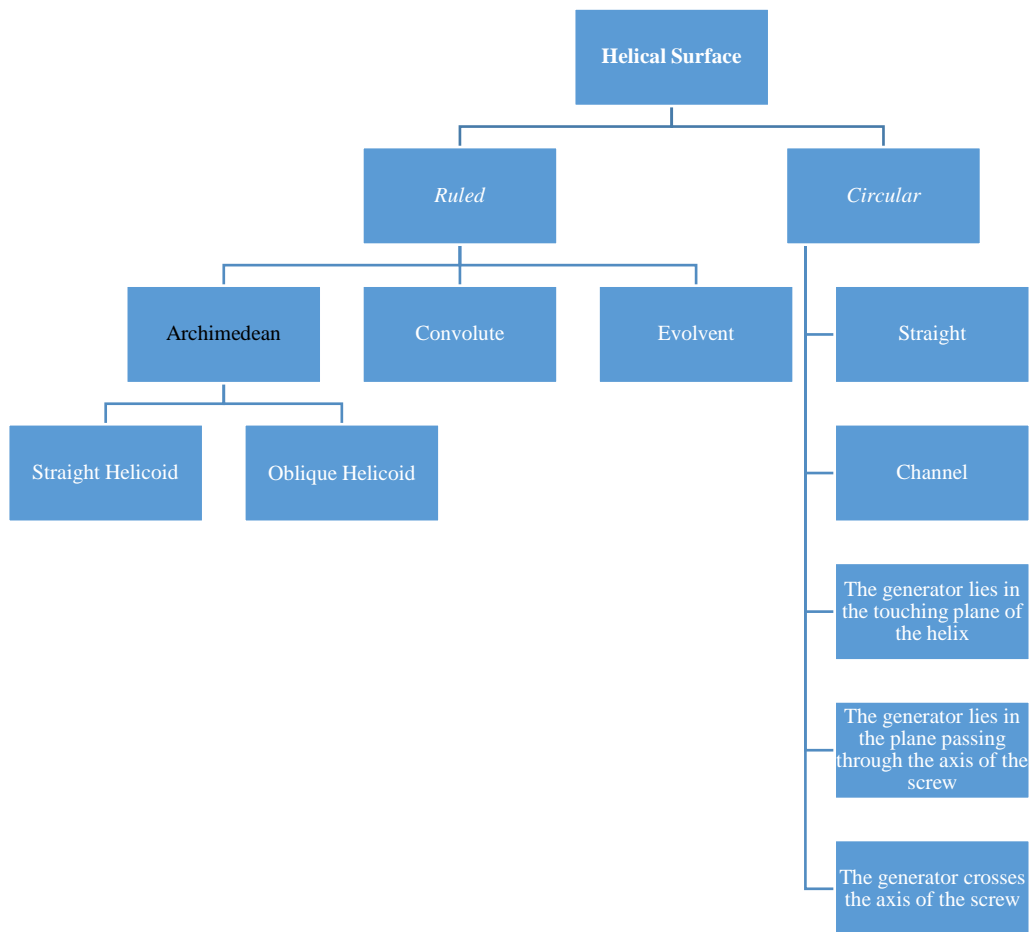 Helical Surface
Ruled
Circular
Archimedean
Convolute
Evolvent
Straight
Straight Helicoid
Oblique Helicoid
Channel
The generator lies in
the touching plane of
the helix
The generator lies in
the plane passing
through the axis of the
screw
The generator crosses
the axis of the screw